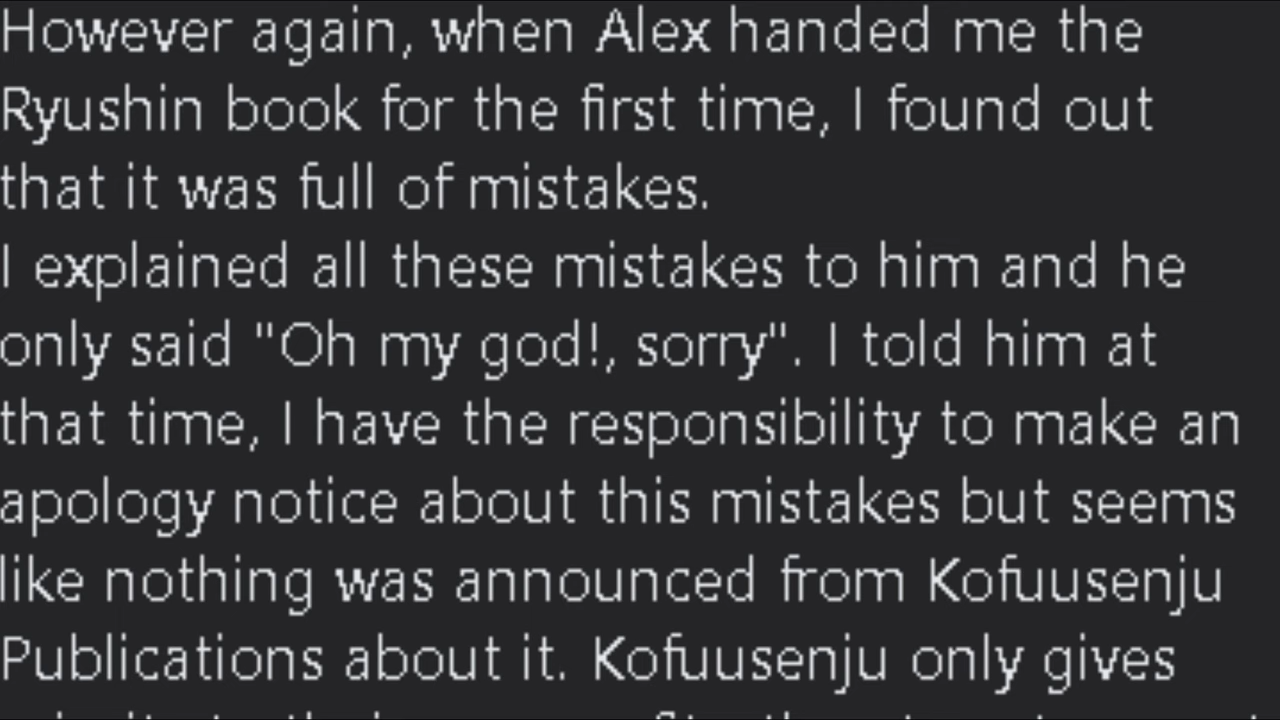 However again, when Alex handed me the
Ryushin book for the first time, I found out
that it was full of mistakes.
I explained all these mistakes to him and he
only said "Oh my god!, sorry". I told him at
that time, I have the responsibility to make an
apology notice about this mistakes but seems
like nothing was announced from Kofuusenju
Publications about it. Kofuusenju only gives